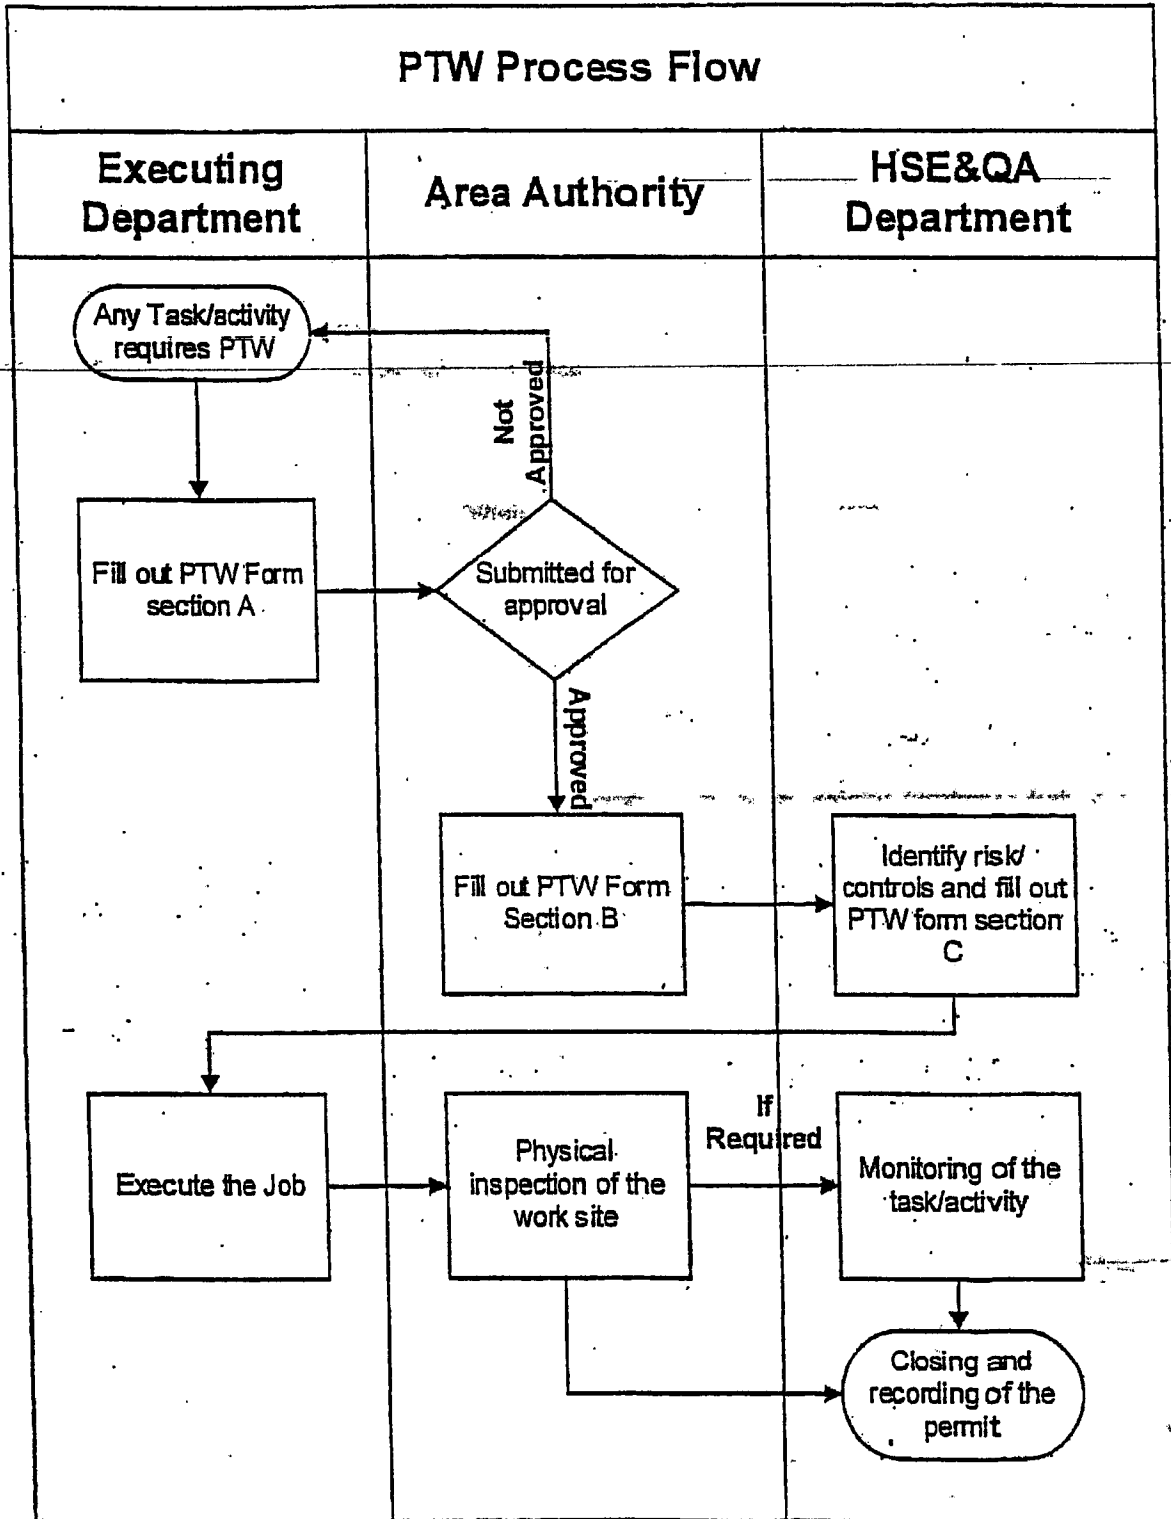 PTW Process Flow
Executing
Department
Area Authority
HSE&QA
Department
Any Task/activity
requires PTW
Not
Approved
Fill out PTW Form
section A
Submitted for
approval
Approved
Fill out PTW Form
Section B
Identify risk/
controls and fill out
PTW form section
C
Execute the Job
Physical
inspection of the
work site
If
Required
Monitoring of the
task/activity
Closing and
recording of the
permit